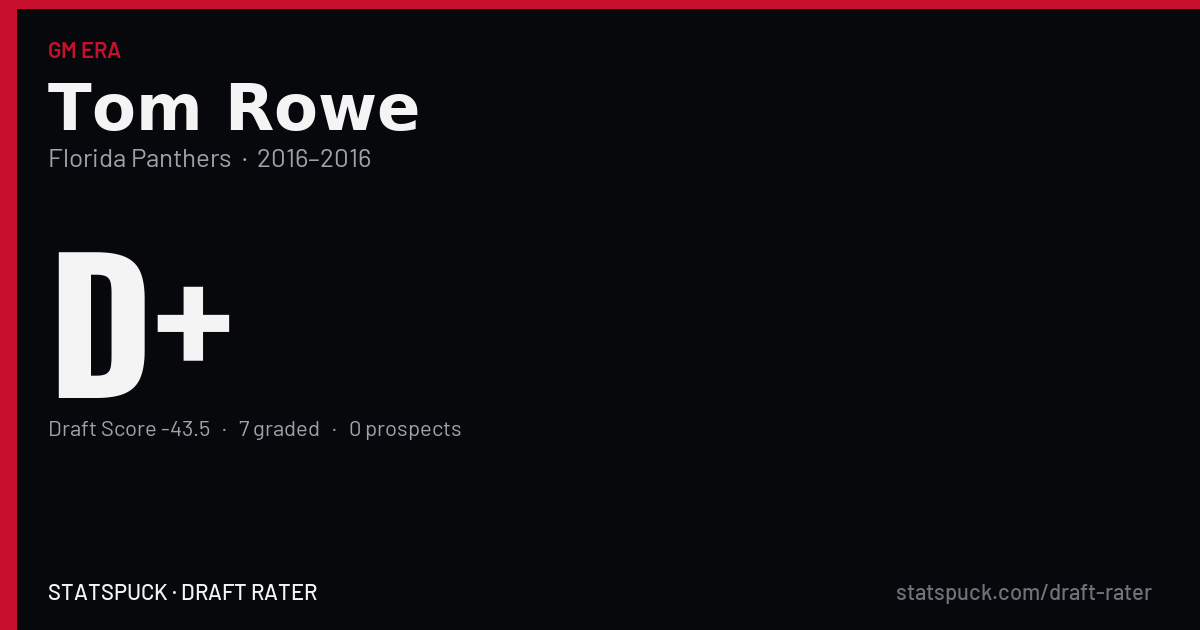 GM ERA
Tom Rowe
Florida Panthers · 2016–2016
D+
Draft Score -43.5 · 7 graded · 0 prospects
STATSPUCK · DRAFT RATER
statspuck.com/draft-rater